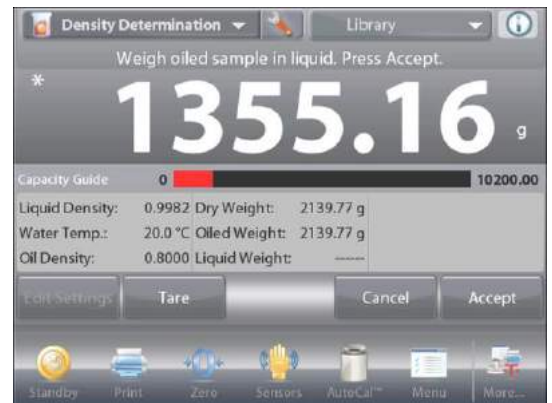 Density Determination Library
Weigh oiled sample in liquid. Press Accept.
* 1355.16 g
Capacity Guide 0 10200.00
Liquid Density: 0.9982 Dry Weight: 2139.77 g
Water Temp.: 20.0 °C Oiled Weight: 2139.77 g
Oil Density: 0.8000 Liquid Weight: -----
Edit Settings Tare Cancel Accept
Standby Print Zero Sensors AutoCal™ Menu More...